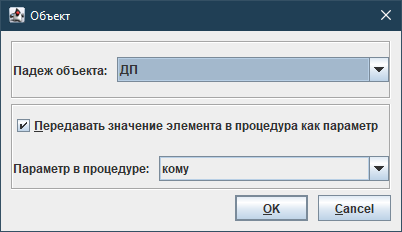 Объект
Падеж объекта: ДП
Передавать значение элемента в процедура как параметр
Параметр в процедуре: кому
OK Cancel